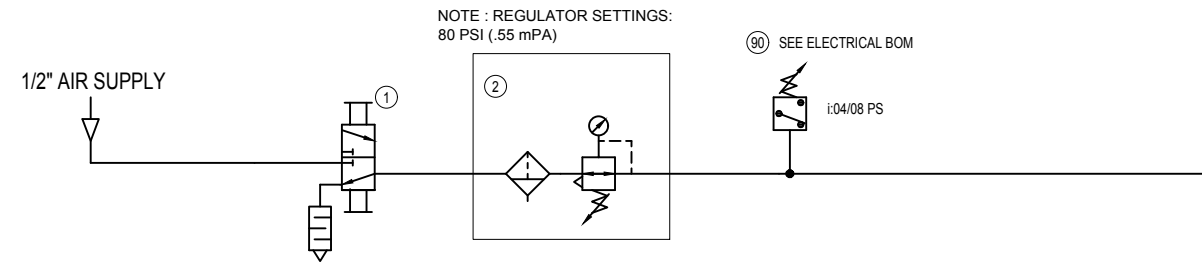 NOTE : REGULATOR SETTINGS:
80 PSI (.55 mPA)
90 SEE ELECTRICAL BOM
1/2" AIR SUPPLY
1
2
i:04/08 PS